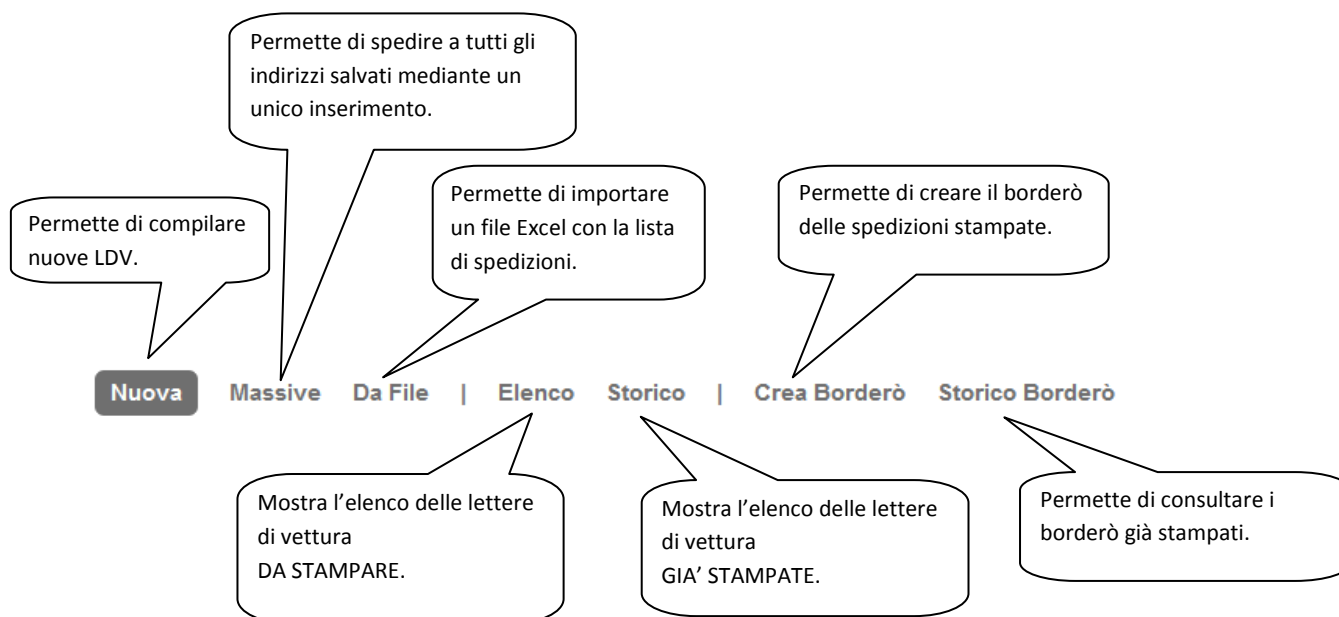 Permette di spedire a tutti gli
indirizzi salvati mediante un
unico inserimento.
Permette di compilare
nuove LDV.
Permette di importare
un file Excel con la lista
di spedizioni.
Permette di creare il borderò
delle spedizioni stampate.
Nuova Massive Da File | Elenco Storico | Crea Borderò Storico Borderò
Mostra l’elenco delle lettere
di vettura
DA STAMPARE.
Mostra l’elenco delle lettere
di vettura
GIA’ STAMPATE.
Permette di consultare i
borderò già stampati.